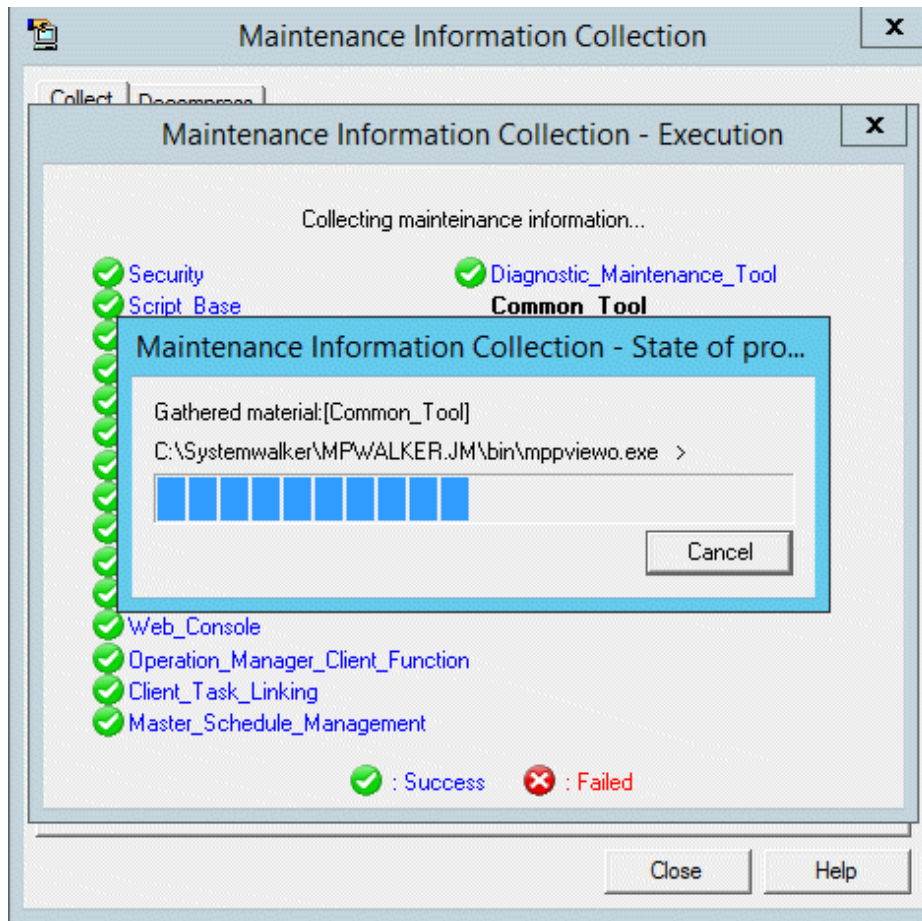 Maintenance Information Collection
Collect Decompress
Maintenance Information Collection - Execution
Collecting mainteinance information...
Security
Diagnostic_Maintenance_Tool
Script_Base
Common_Tool
Maintenance Information Collection - State of pro...
Gathered material:[Common_Tool]
C:\Systemwalker\MPWALKER.JM\bin\mppviewo.exe >
Cancel
Web_Console
Operation_Manager_Client_Function
Client_Task_Linking
Master_Schedule_Management
: Success : Failed
Close Help